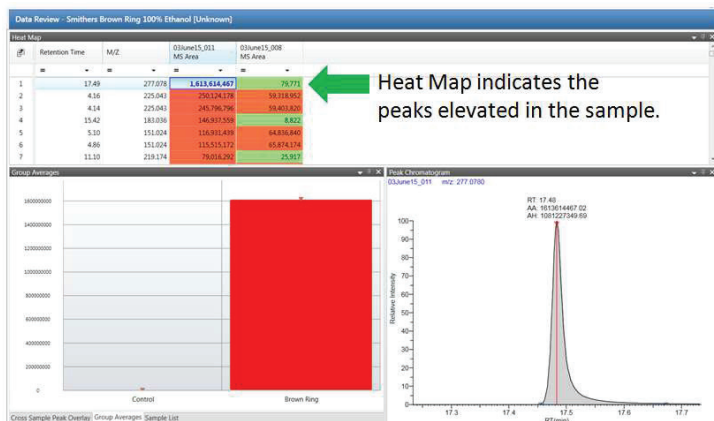 Data Review - Smithers Brown Ring 100% Ethanol [Unknown]
Heat Map
Retention Time M/Z 03June15_011 MS Area 03June15_008 MS Area
= = = =
1 17.49 277.078 1,613,614,467 79,771
2 4.16 225.043 250,124,178 59,318,952
3 4.14 225.043 245,796,796 59,403,820
4 15.42 183.036 146,937,559 8,822
5 5.10 151.024 116,931,439 64,836,840
6 4.86 151.024 115,515,172 65,874,174
7 11.10 219.174 79,016,292 25,917
Heat Map indicates the
peaks elevated in the sample.
Group Averages
1600000000
1400000000
1200000000
1000000000
800000000
600000000
400000000
200000000
0
Control Brown Ring
Cross Sample Peak Overlay Group Averages Sample List
Peak Chromatogram
03June15_011 m/z: 277.0780
RT: 17.48
AA: 1613614467.02
AH: 1081227349.69
Relative Intensity
100
90
80
70
60
50
40
30
20
10
0
17.3 17.4 17.5 17.6 17.7
RT(min)